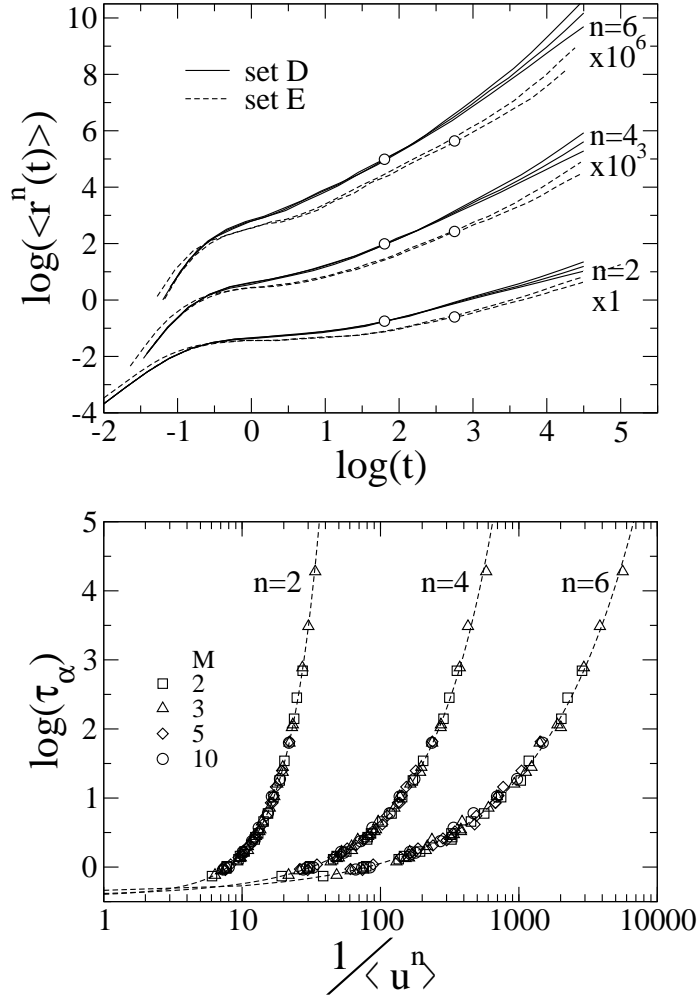 10
8
6
4
2
0
-2
-4
log(<r^n(t)>)
set D
set E
n=6
x10^6
n=4
x10^3
n=2
x1
-2 -1 0 1 2 3 4 5
log(t)
5
4
3
2
1
0
log(τ_α)
n=2 n=4 n=6
M
2
3
5
10
1 10 100 1000 10000
1/⟨u^n⟩